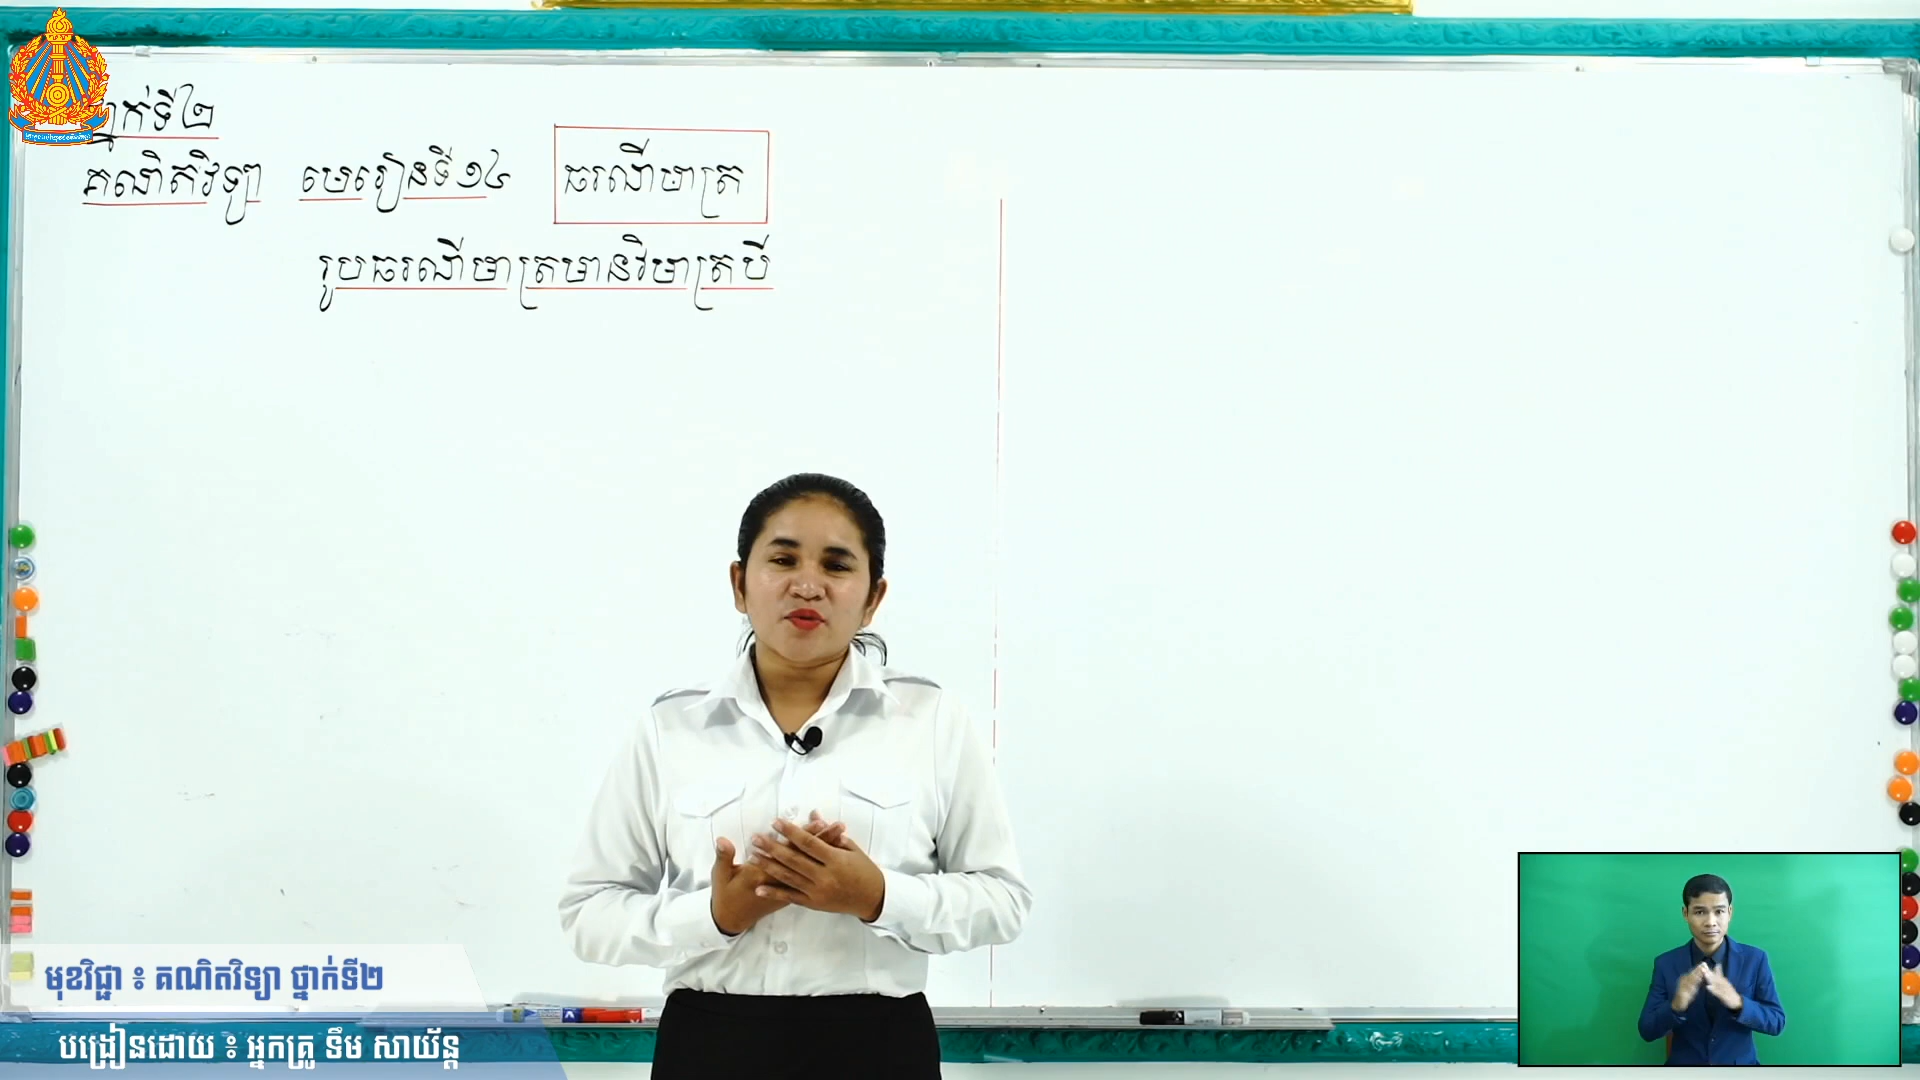 ថ្នាក់ទី២
គណិតវិទ្យា មេរៀនទី១៤ ធរណីមាត្រ
រូបធរណីមាត្រមានវិមាត្របី
មុខវិជ្ជា ៖ គណិតវិទ្យា ថ្នាក់ទី២
បង្រៀនដោយ ៖ អ្នកគ្រូ ទឹម សាយ័ន្ត